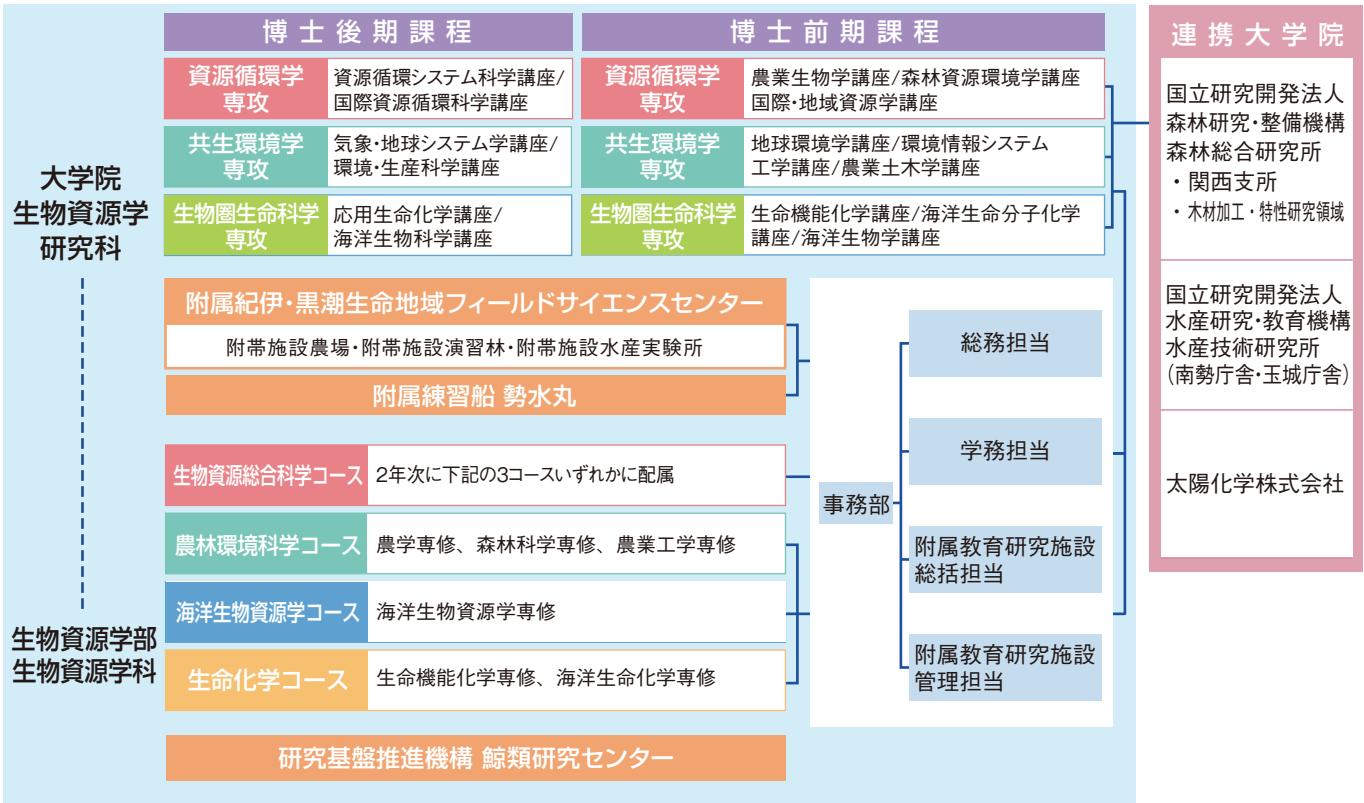 大学院
生物資源学
研究科
生物資源学部
生物資源学科
博士後期課程
資源循環学
専攻
資源循環システム科学講座/
国際資源循環科学講座
共生環境学
専攻
気象・地球システム学講座/
環境・生産科学講座
生物圏生命科学
専攻
応用生命化学講座/
海洋生物科学講座
博士前期課程
資源循環学
専攻
農業生物学講座/森林資源環境学講座
国際・地域資源学講座
共生環境学
専攻
地球環境学講座/環境情報システム
工学講座/農業土木学講座
生物圏生命科学
専攻
生命機能化学講座/海洋生命分子化学
講座/海洋生物学講座
附属紀伊・黒潮生命地域フィールドサイエンスセンター
附帯施設農場・附帯施設演習林・附帯施設水産実験所
附属練習船 勢水丸
生物資源総合科学コース
2年次に下記の3コースいずれかに配属
農林環境科学コース
農学専修、森林科学専修、農業工学専修
海洋生物資源学コース
海洋生物資源学専修
生命化学コース
生命機能化学専修、海洋生命化学専修
研究基盤推進機構 鯨類研究センター
事務部
総務担当
学務担当
附属教育研究施設
総括担当
附属教育研究施設
管理担当
連携大学院
国立研究開発法人
森林研究・整備機構
森林総合研究所
・関西支所
・木材加工・特性研究領域
国立研究開発法人
水産研究・教育機構
水産技術研究所
(南勢庁舎・玉城庁舎)
太陽化学株式会社